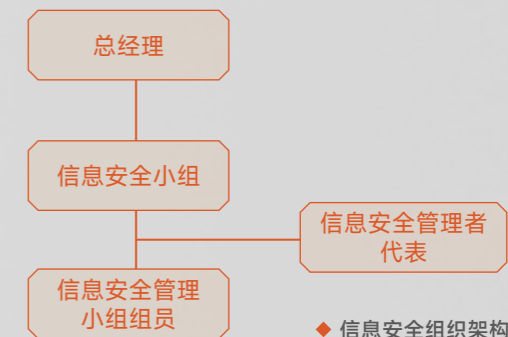 总经理
信息安全小组
信息安全管理者
代表
信息安全管理
小组组员
◆ 信息安全组织架构